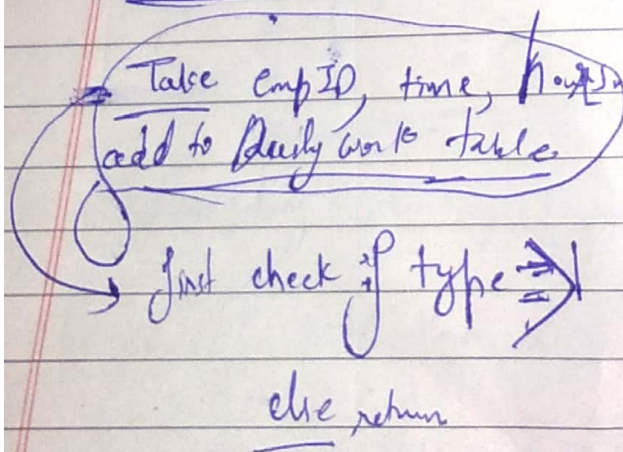 Take empID, time, hours
add to Daily work table
first check if type = 1
else return